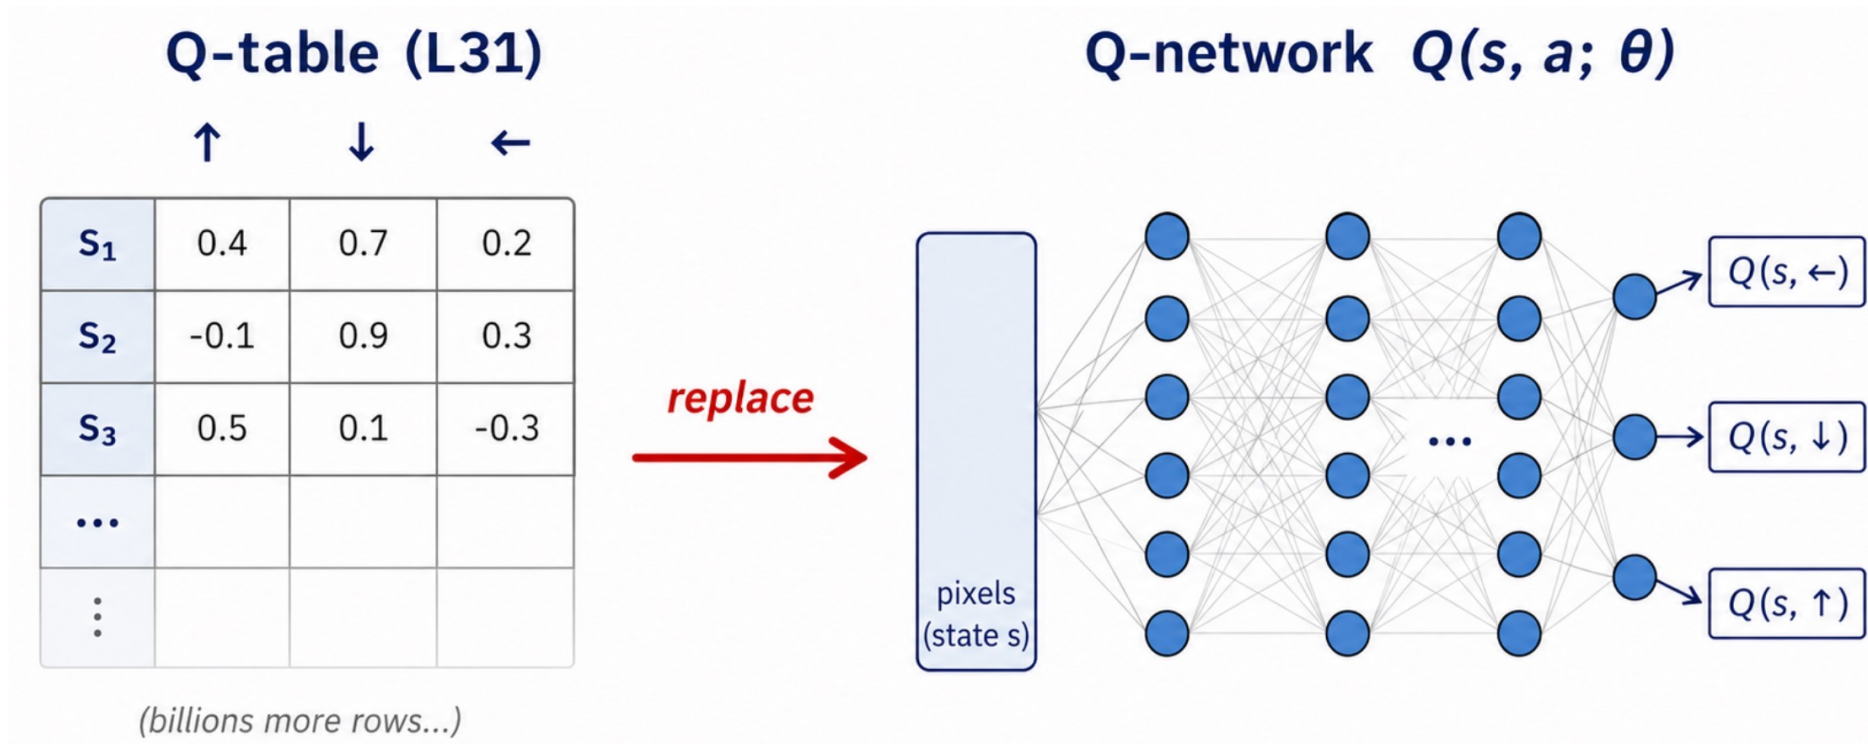 Q-table (L31)
↑ ↓ ←
S₁ 0.4 0.7 0.2
S₂ -0.1 0.9 0.3
S₃ 0.5 0.1 -0.3
...
⋮
(billions more rows...)
replace
Q-network Q(s, a; θ)
pixels
(state s)
...
Q(s, ←)
Q(s, ↓)
Q(s, ↑)